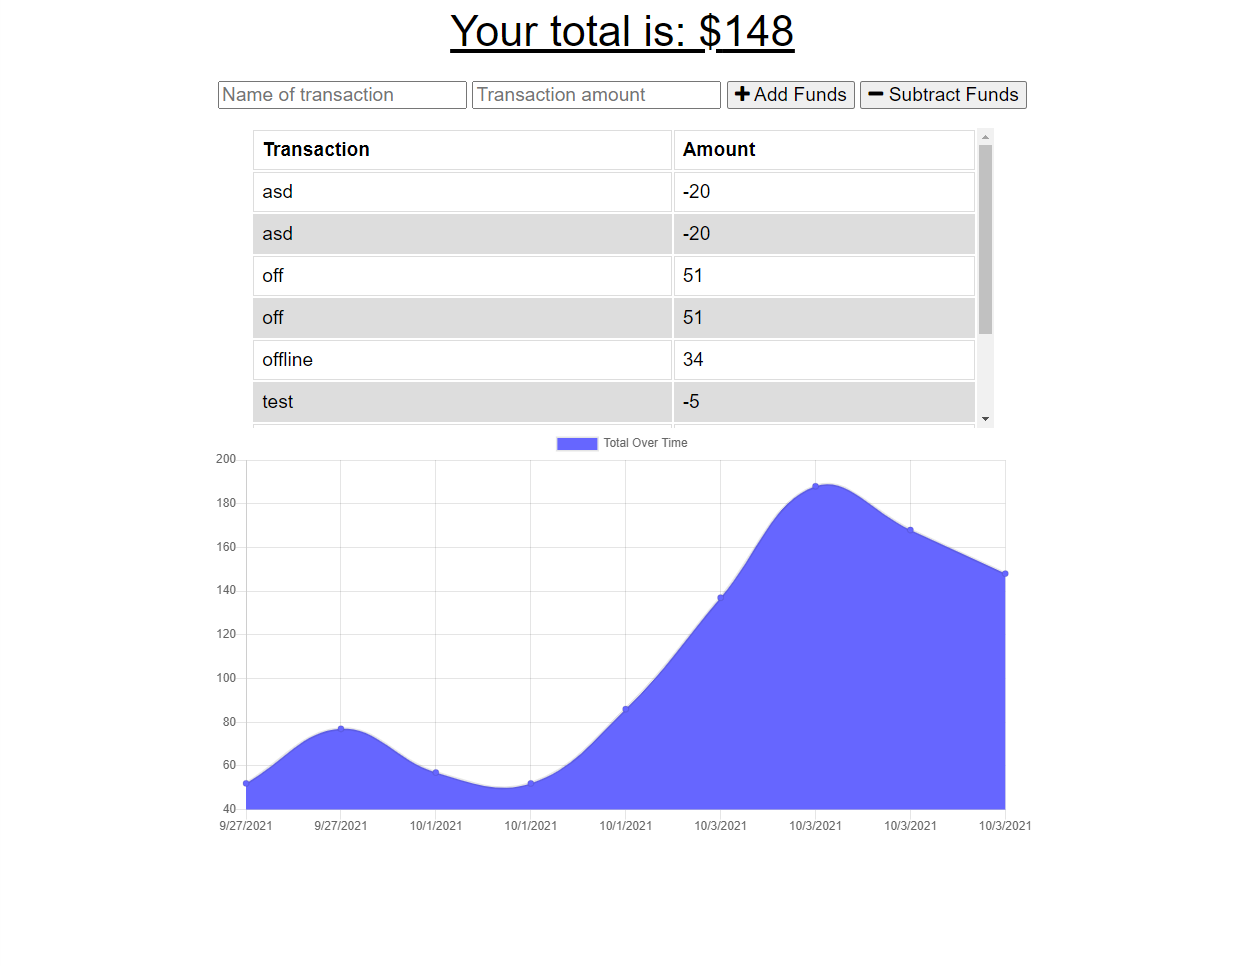 Your total is: $148
Name of transaction Transaction amount Add Funds Subtract Funds
Transaction Amount
asd -20
asd -20
off 51
off 51
offline 34
test -5
Total Over Time
200
180
160
140
120
100
80
60
40
9/27/2021 9/27/2021 10/1/2021 10/1/2021 10/1/2021 10/3/2021 10/3/2021 10/3/2021 10/3/2021